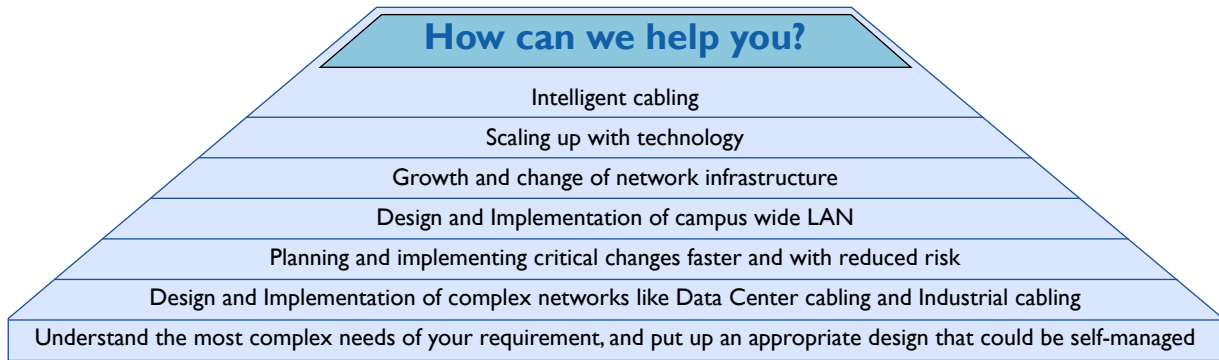 How can we help you?
Intelligent cabling
Scaling up with technology
Growth and change of network infrastructure
Design and Implementation of campus wide LAN
Planning and implementing critical changes faster and with reduced risk
Design and Implementation of complex networks like Data Center cabling and Industrial cabling
Understand the most complex needs of your requirement, and put up an appropriate design that could be self-managed